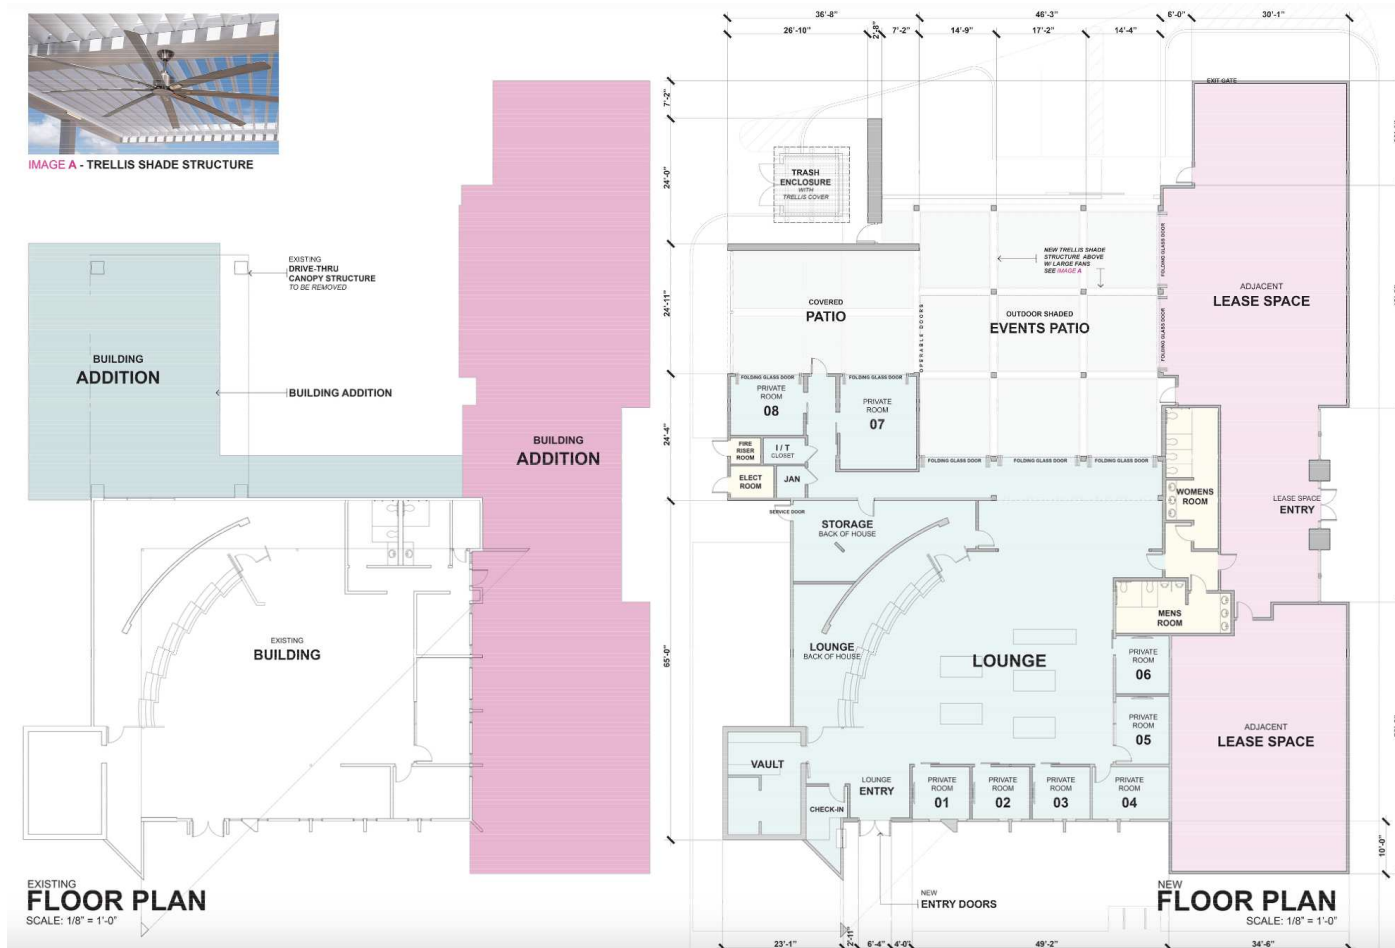 IMAGE A - TRELLIS SHADE STRUCTURE
EXISTING
DRIVE-THRU
CANOPY STRUCTURE
TO BE REMOVED
BUILDING
ADDITION
BUILDING ADDITION
BUILDING
ADDITION
EXISTING
BUILDING
EXISTING
FLOOR PLAN
SCALE: 1/8" = 1'-0"
36'-8"
46'-3"
6'-0"
30'-1"
26'-10"
2'-8"
7'-2"
14'-9"
17'-2"
14'-4"
7'-2"
24'-0"
24'-11"
24'-4"
65'-0"
EXIT GATE
TRASH
ENCLOSURE
WITH
TRELLIS COVER
NEW TRELLIS SHADE
STRUCTURE ABOVE
W/ LARGE FANS
SEE IMAGE A
FOLDING GLASS DOOR
FOLDING GLASS DOOR
ADJACENT
LEASE SPACE
COVERED
PATIO
OPERABLE DOORS
OUTDOOR SHADED
EVENTS PATIO
FOLDING GLASS DOOR
FOLDING GLASS DOOR
PRIVATE
ROOM
08
PRIVATE
ROOM
07
FIRE
RISER
ROOM
I / T
CLOSET
FOLDING GLASS DOOR
FOLDING GLASS DOOR
FOLDING GLASS DOOR
ELECT
ROOM
JAN
WOMENS
ROOM
LEASE SPACE
ENTRY
SERVICE DOOR
STORAGE
BACK OF HOUSE
MENS
ROOM
LOUNGE
BACK OF HOUSE
LOUNGE
PRIVATE
ROOM
06
PRIVATE
ROOM
05
ADJACENT
LEASE SPACE
VAULT
LOUNGE
ENTRY
CHECK-IN
PRIVATE
ROOM
01
PRIVATE
ROOM
02
PRIVATE
ROOM
03
PRIVATE
ROOM
04
10'-0"
NEW
ENTRY DOORS
NEW
FLOOR PLAN
SCALE: 1/8" = 1'-0"
23'-1"
2'-11"
6'-4"
4'-0"
49'-2"
34'-6"